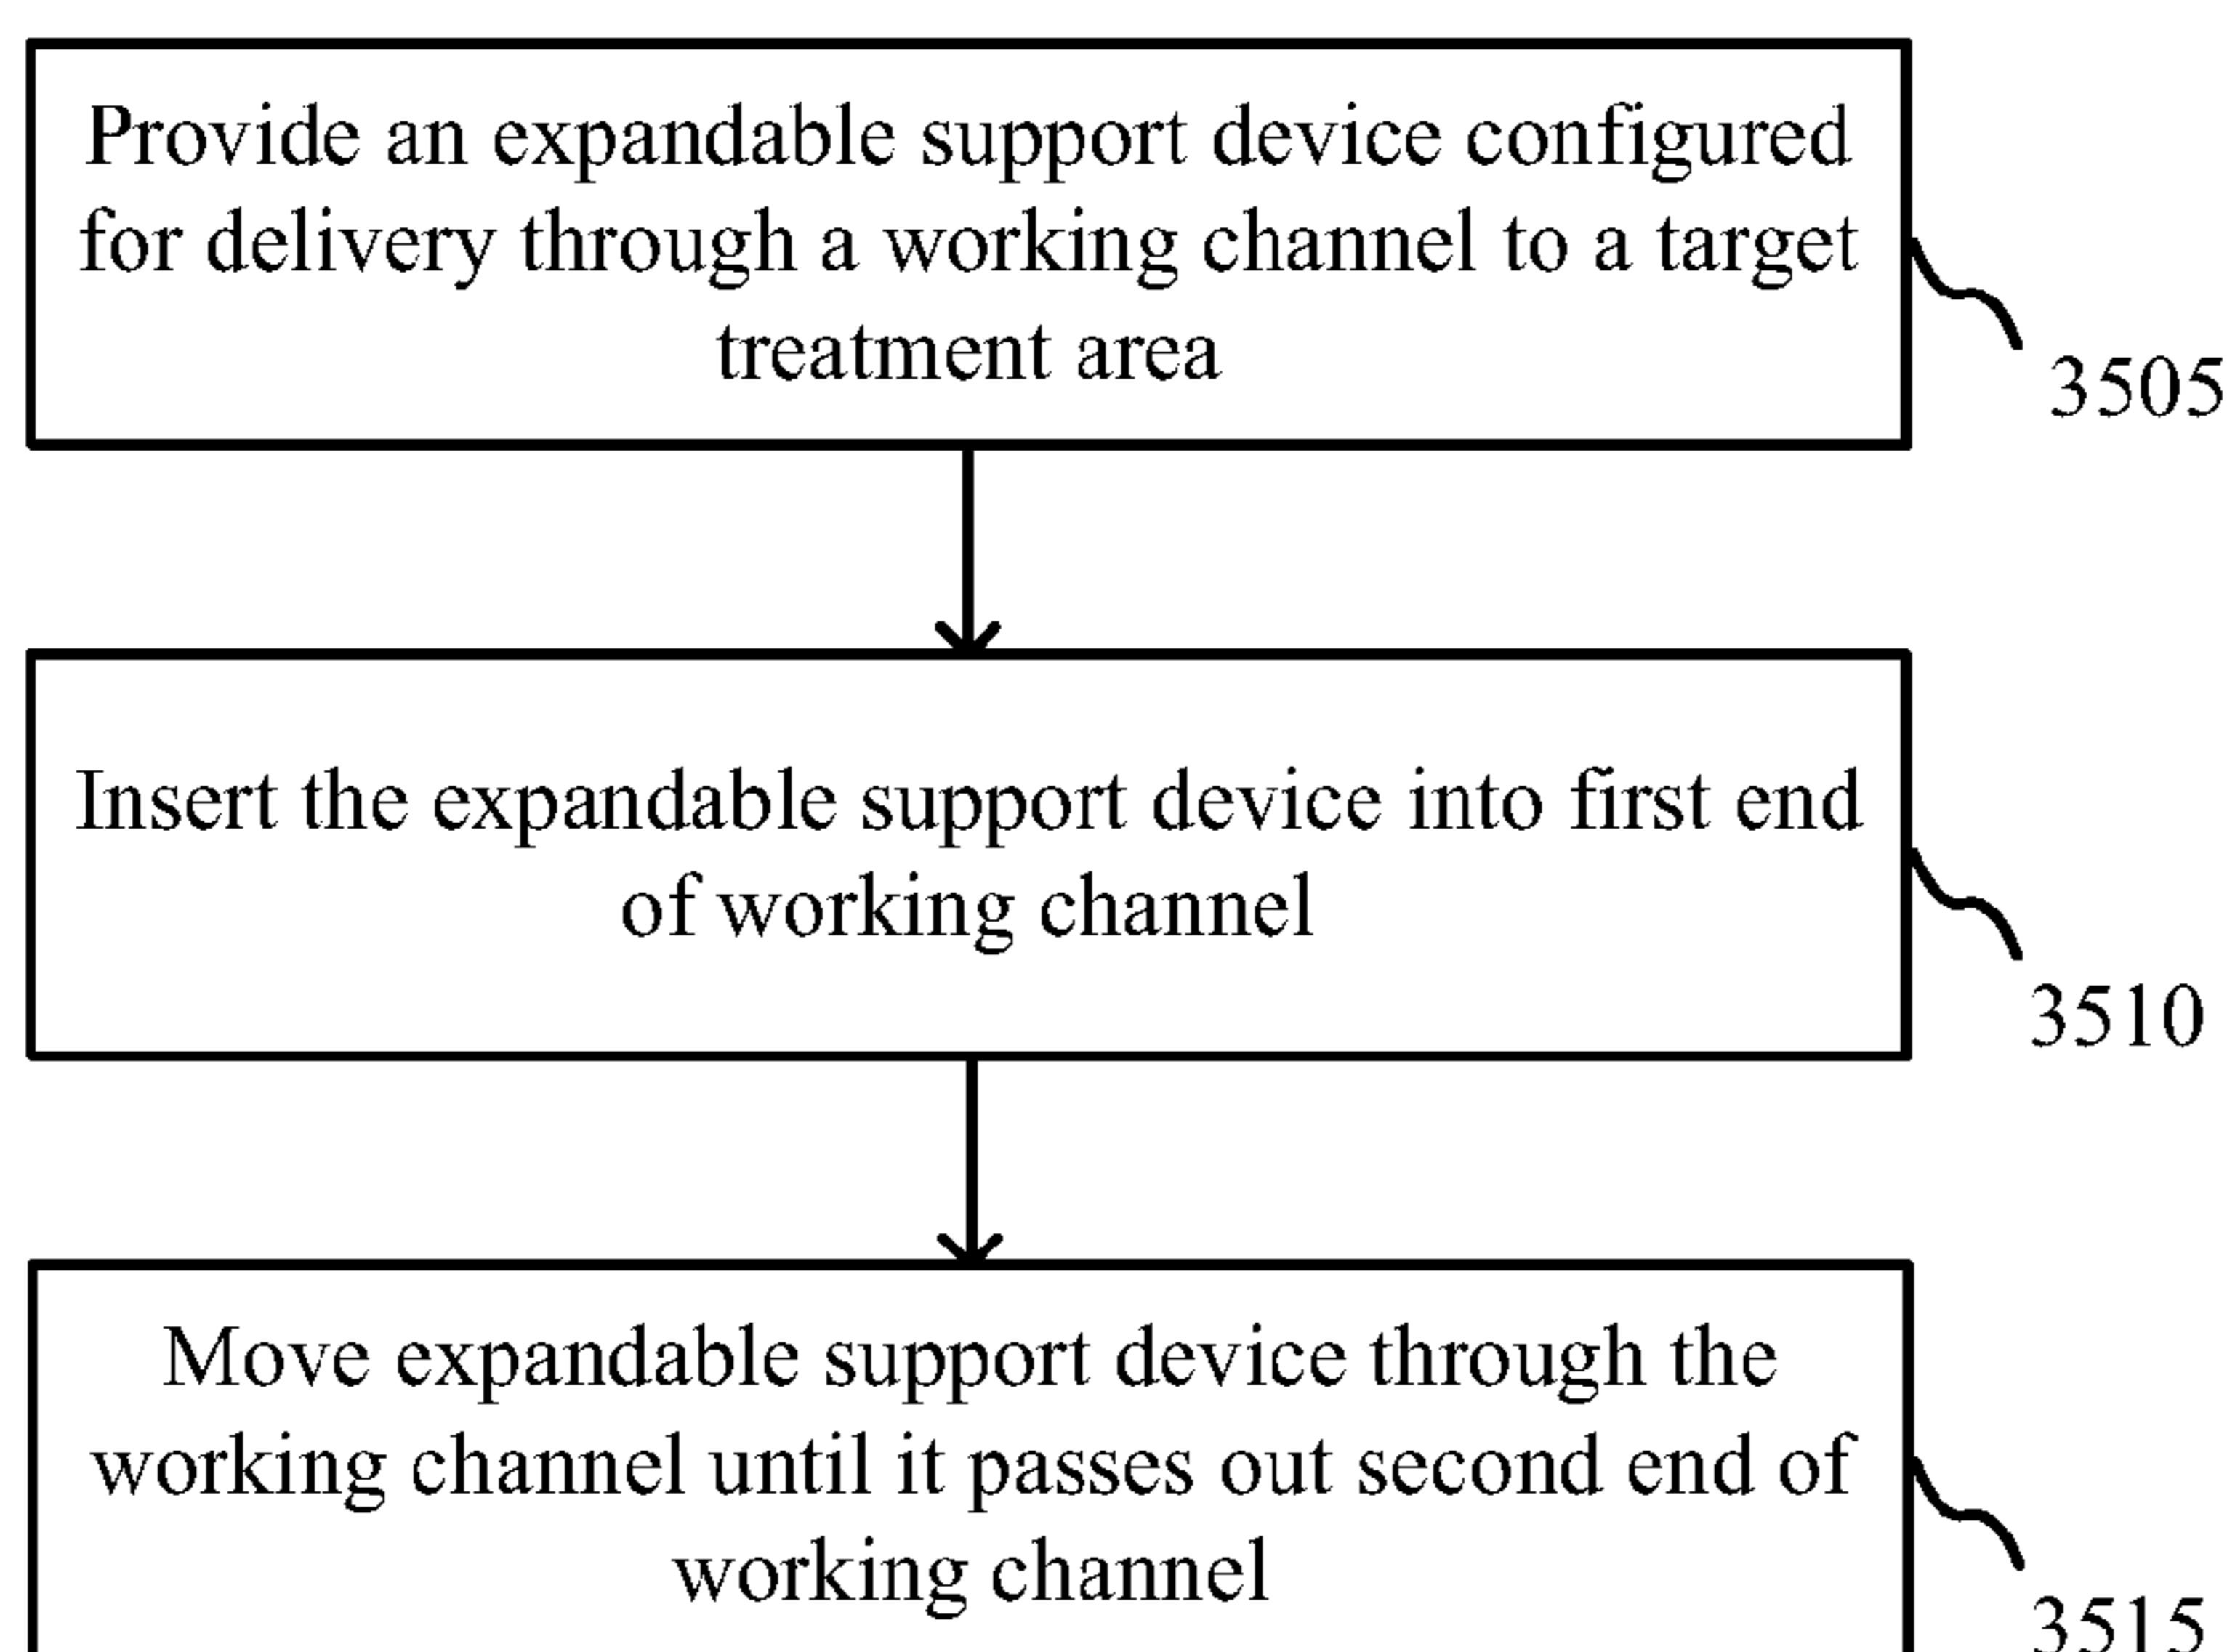 Provide an expandable support device configured
for delivery through a working channel to a target
treatment area
3505
Insert the expandable support device into first end
of working channel
3510
Move expandable support device through the
working channel until it passes out second end of
working channel
3515